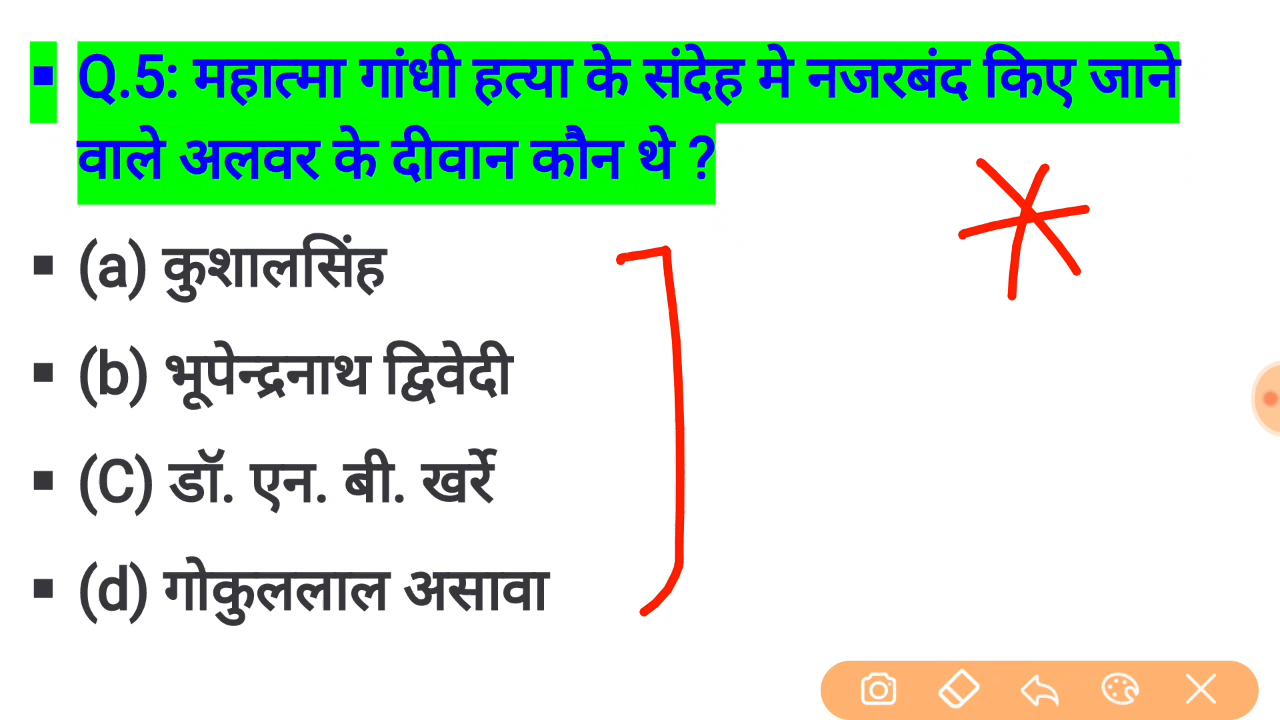 ▪ Q.5: महात्मा गांधी हत्या के संदेह मे नजरबंद किए जाने
वाले अलवर के दीवान कौन थे ?
▪ (a) कुशालसिंह
▪ (b) भूपेन्द्रनाथ द्विवेदी
▪ (C) डॉ. एन. बी. खर्रे
▪ (d) गोकुललाल असावा